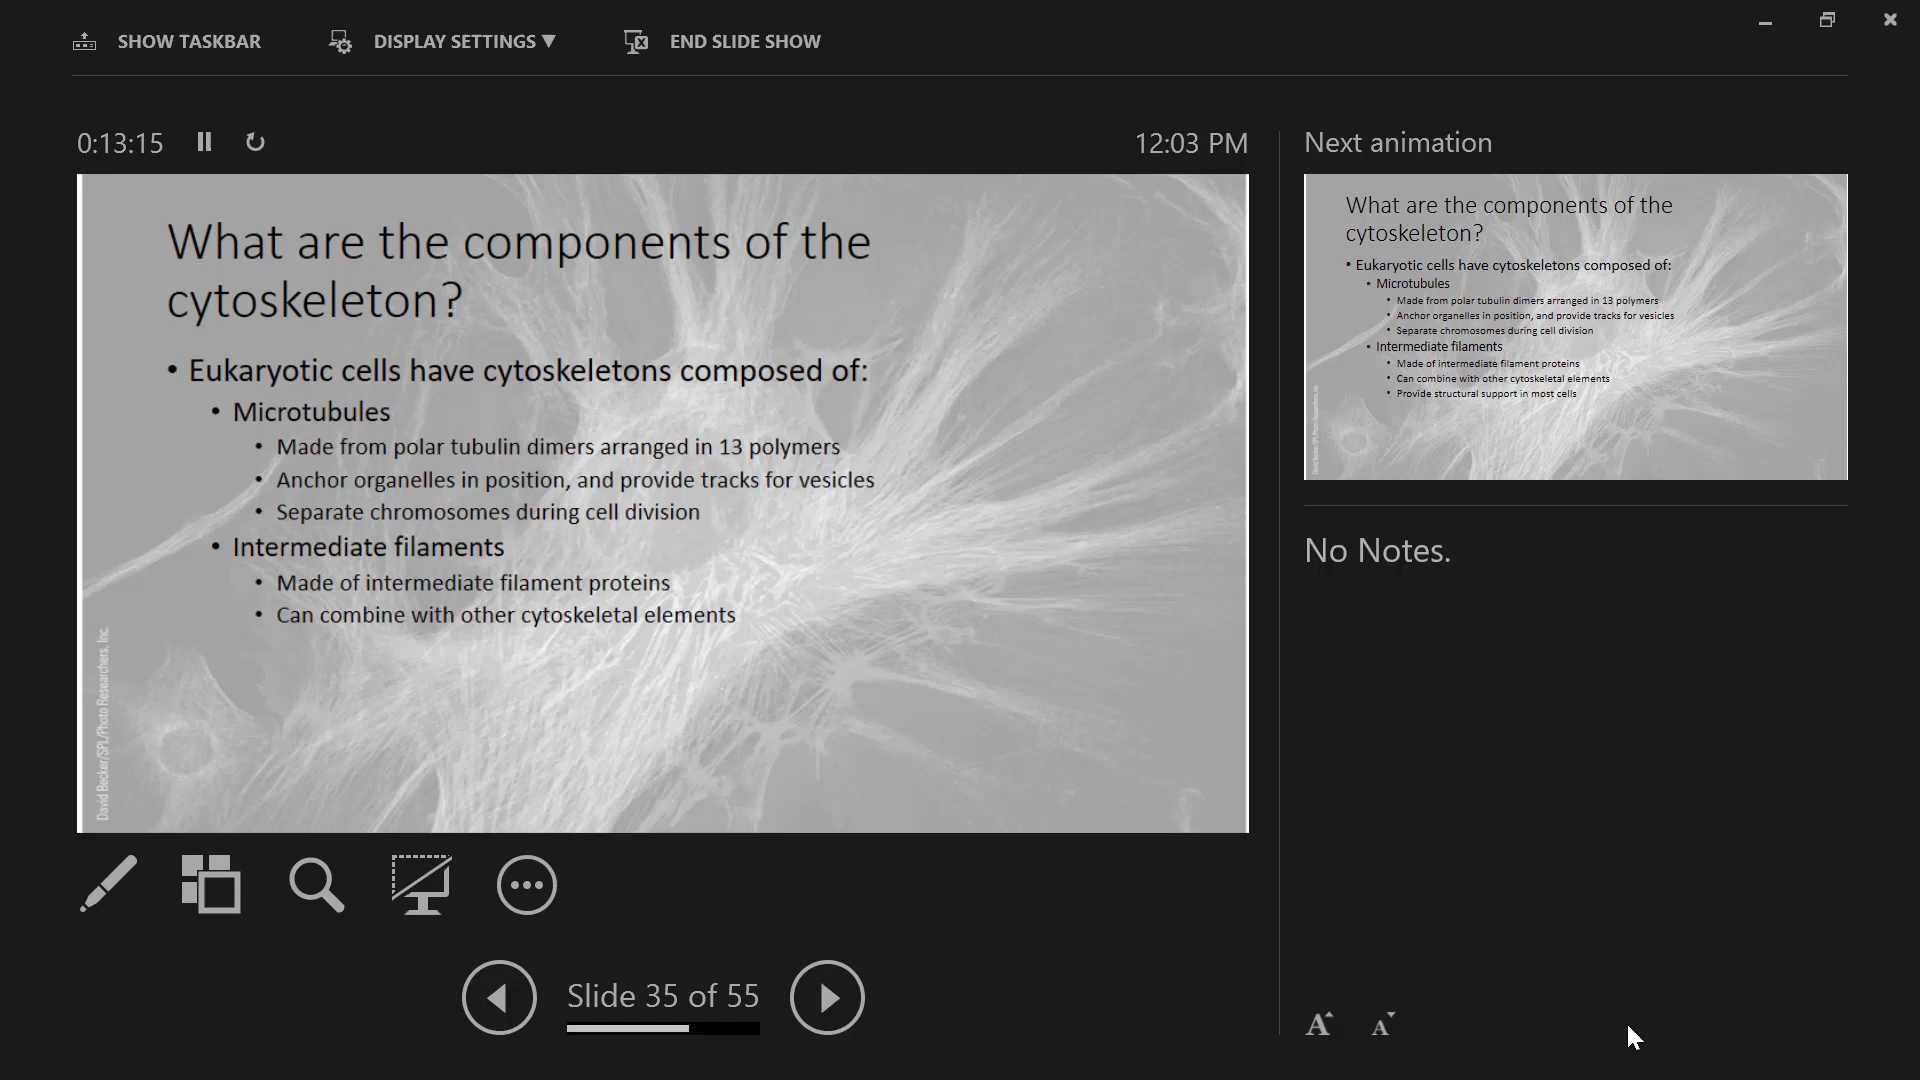 SHOW TASKBAR
DISPLAY SETTINGS ▼
END SLIDE SHOW
0:13:15
12:03 PM
What are the components of the
cytoskeleton?
• Eukaryotic cells have cytoskeletons composed of:
• Microtubules
• Made from polar tubulin dimers arranged in 13 polymers
• Anchor organelles in position, and provide tracks for vesicles
• Separate chromosomes during cell division
• Intermediate filaments
• Made of intermediate filament proteins
• Can combine with other cytoskeletal elements
David Becker/SPL/Photo Researchers, Inc.
Slide 35 of 55
Next animation
What are the components of the
cytoskeleton?
• Eukaryotic cells have cytoskeletons composed of:
• Microtubules
• Made from polar tubulin dimers arranged in 13 polymers
• Anchor organelles in position, and provide tracks for vesicles
• Separate chromosomes during cell division
• Intermediate filaments
• Made of intermediate filament proteins
• Can combine with other cytoskeletal elements
• Provide structural support in most cells
David Becker/SPL/Photo Researchers, Inc.
No Notes.
A A